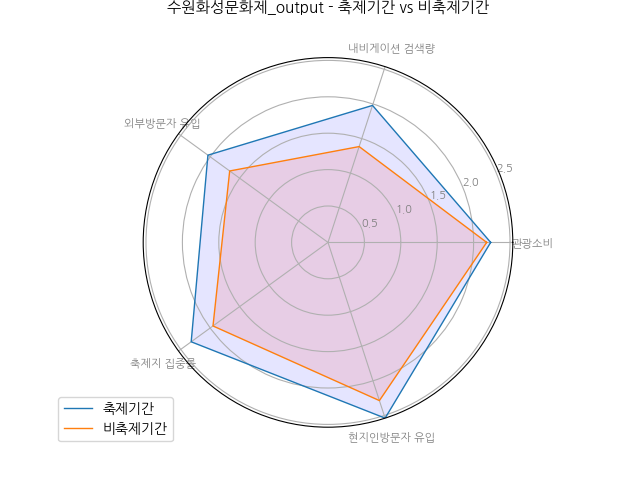 수원화성문화제_output - 축제기간 vs 비축제기간
내비게이션 검색량
외부방문자 유입
2.5
2.0
1.5
1.0
0.5
관광소비
축제지 집중률
현지인방문자 유입
축제기간
비축제기간